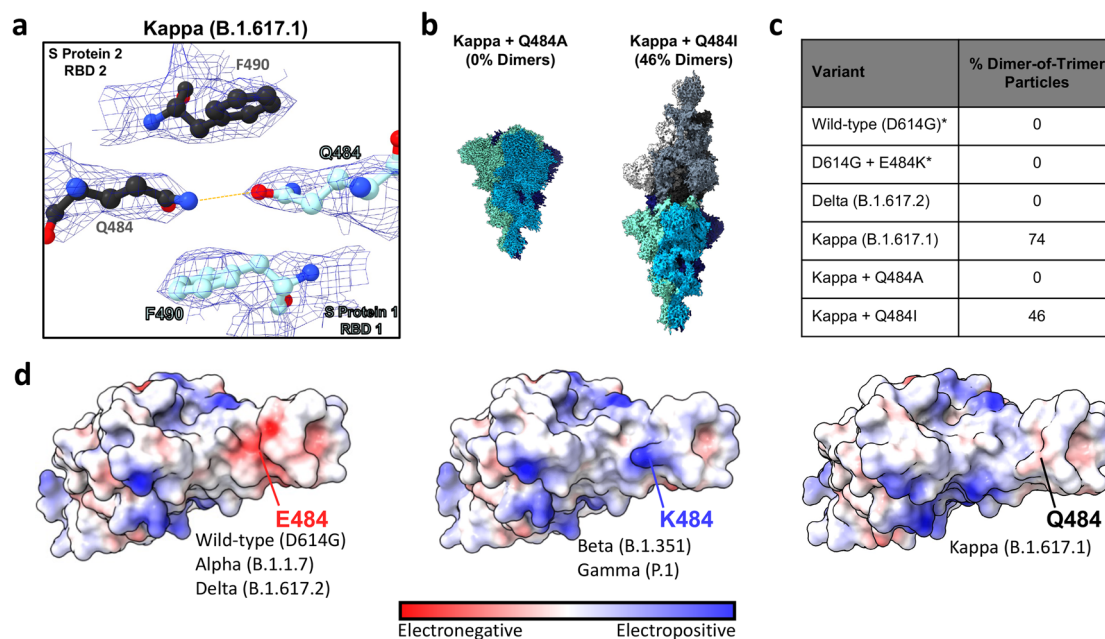 a
Kappa (B.1.617.1)
S Protein 2
RBD 2
F490
Q484
Q484
F490
S Protein 1
RBD 1
b
Kappa + Q484A
(0% Dimers)
Kappa + Q484I
(46% Dimers)
c
Variant % Dimer-of-Trimer
Particles
Wild-type (D614G)* 0
D614G + E484K* 0
Delta (B.1.617.2) 0
Kappa (B.1.617.1) 74
Kappa + Q484A 0
Kappa + Q484I 46
d
E484
Wild-type (D614G)
Alpha (B.1.1.7)
Delta (B.1.617.2)
K484
Beta (B.1.351)
Gamma (P.1)
Q484
Kappa (B.1.617.1)
Electronegative Electropositive